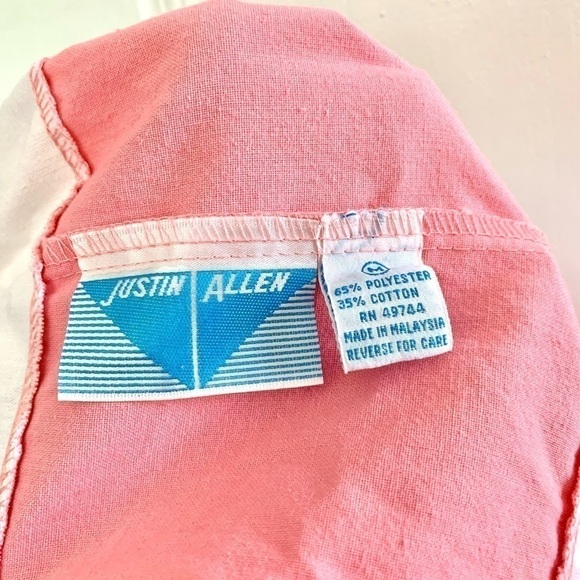 JUSTIN ALLEN
M
65% POLYESTER
35% COTTON
RN 49744
MADE IN MALAYSIA
REVERSE FOR CARE